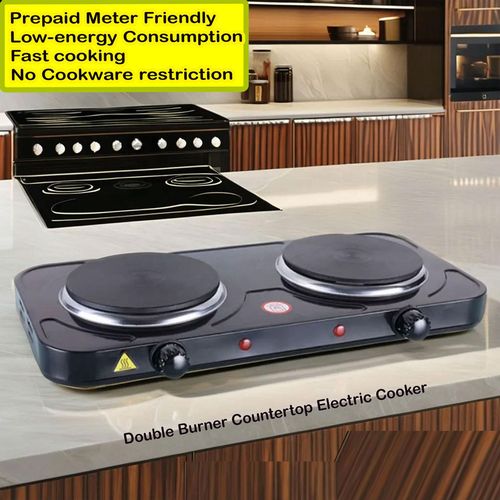 Prepaid Meter Friendly
Low-energy Consumption
Fast cooking
No Cookware restriction
Double Burner Countertop Electric Cooker